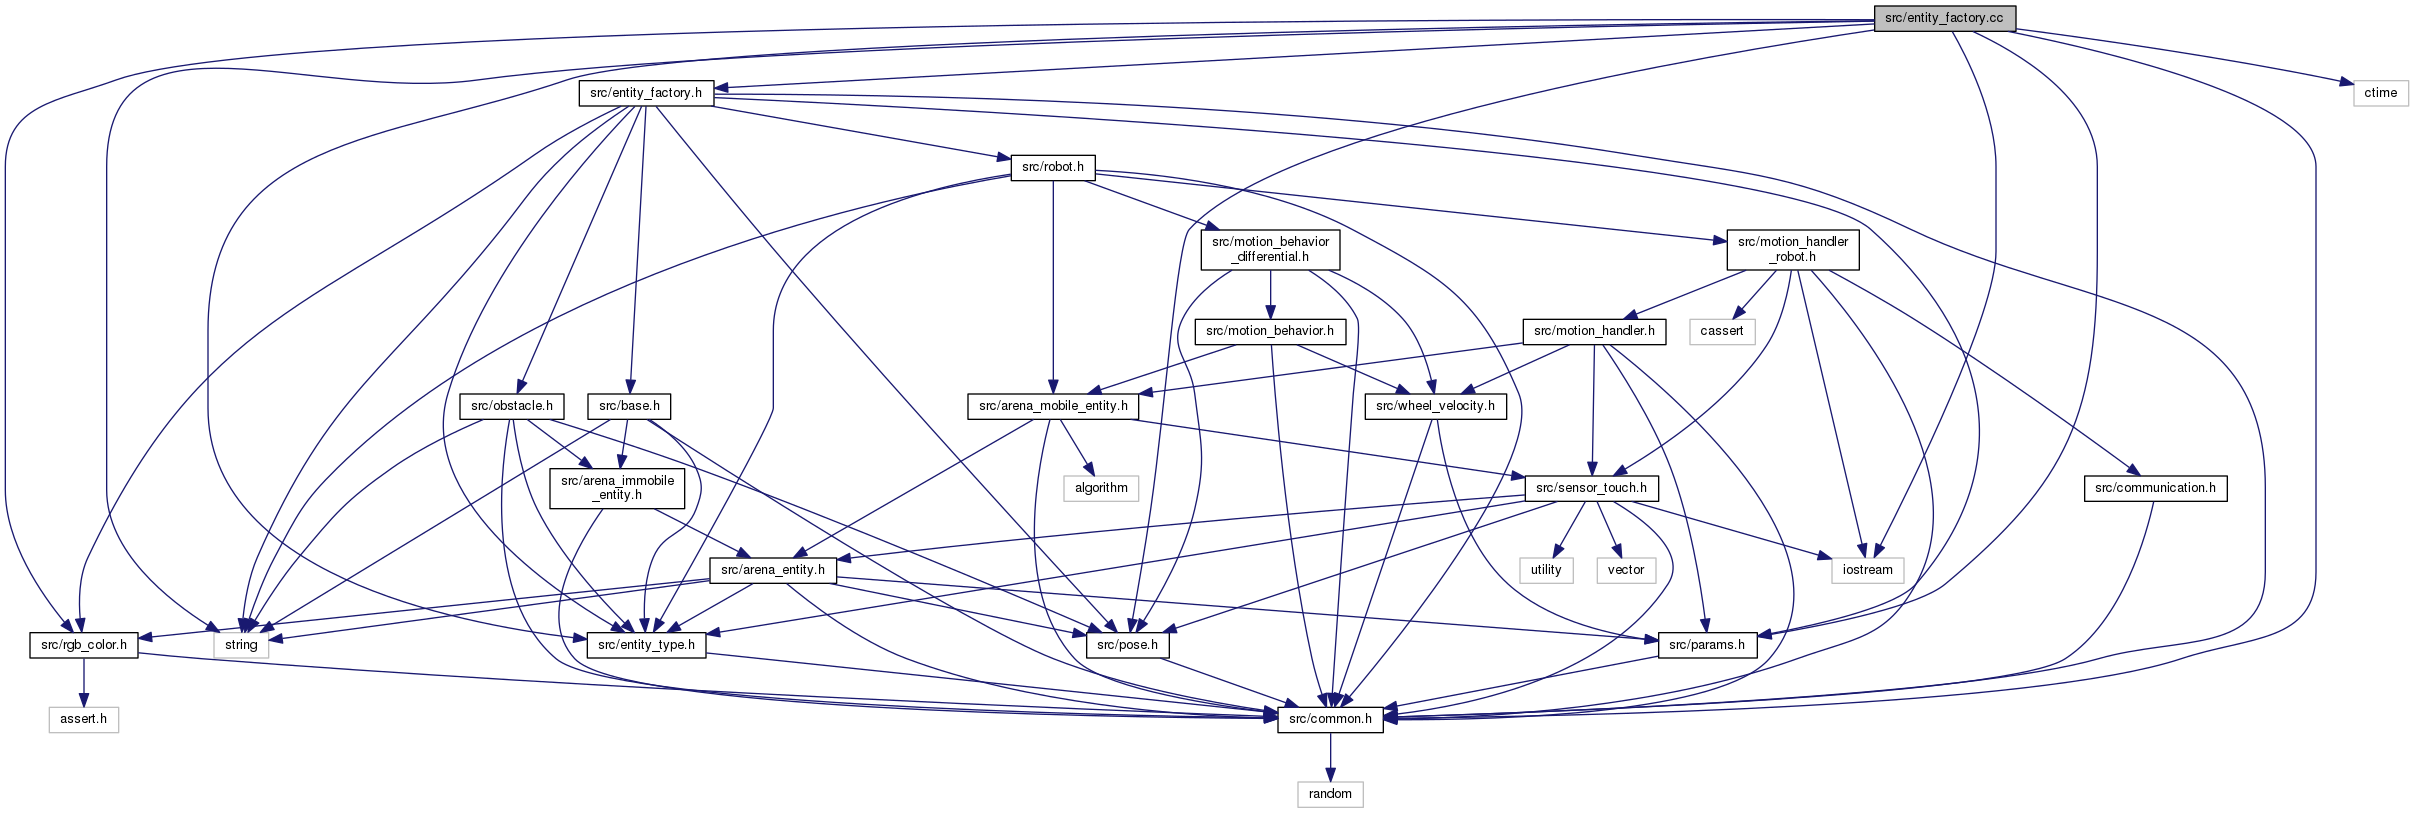 src/entity_factory.cc
src/entity_factory.h
ctime
src/robot.h
src/motion_behavior
_differential.h
src/motion_handler
_robot.h
src/motion_behavior.h
src/motion_handler.h
cassert
src/obstacle.h
src/base.h
src/arena_mobile_entity.h
src/wheel_velocity.h
src/arena_immobile
_entity.h
algorithm
src/sensor_touch.h
src/communication.h
src/arena_entity.h
utility
vector
iostream
src/rgb_color.h
string
src/entity_type.h
src/pose.h
src/params.h
assert.h
src/common.h
random